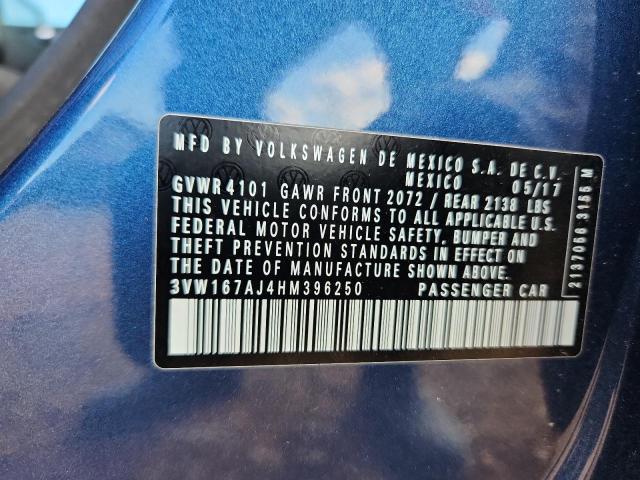 MFD BY VOLKSWAGEN DE MEXICO S.A. DE C.V.
MEXICO 05/17
GVWR 4101 GAWR FRONT 2072 / REAR 2138 LBS
THIS VEHICLE CONFORMS TO ALL APPLICABLE U.S.
FEDERAL MOTOR VEHICLE SAFETY, BUMPER AND
THEFT PREVENTION STANDARDS IN EFFECT ON
THE DATE OF MANUFACTURE SHOWN ABOVE.
3VW167AJ4HM396250 PASSENGER CAR
2137056 3156 M